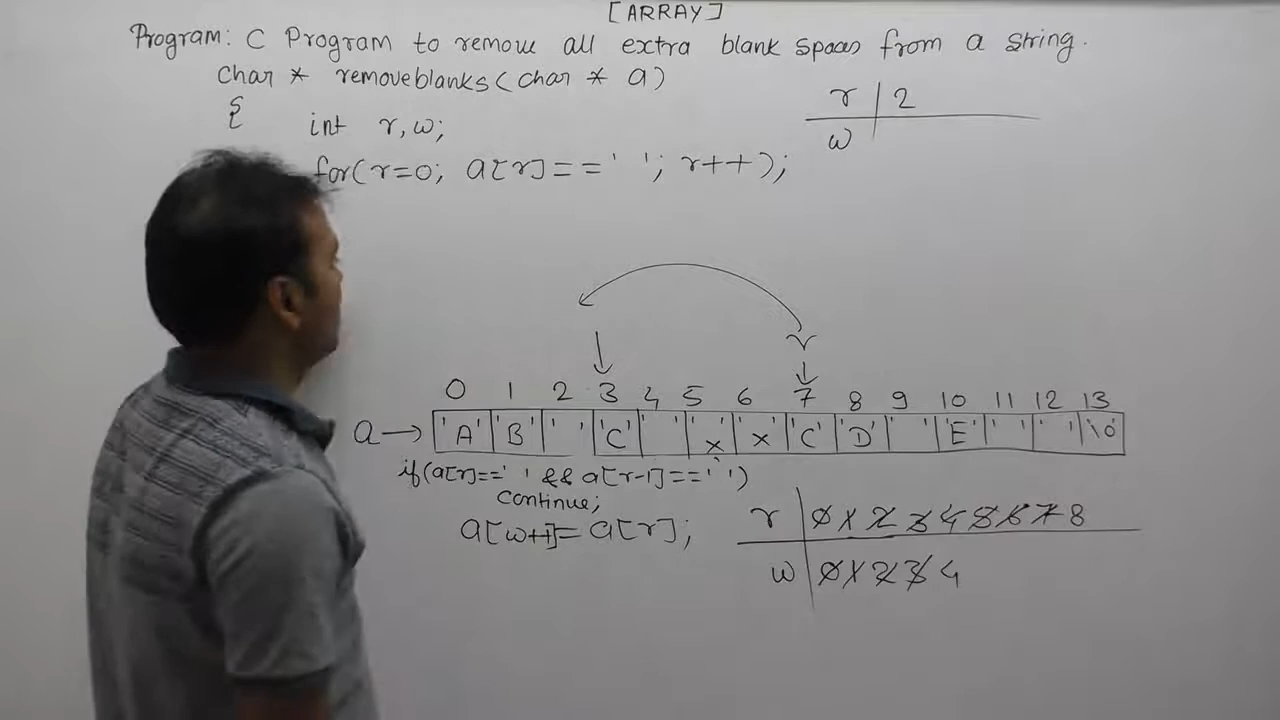 [ARRAY]
Program: C Program to remove all extra blank spaces from a string.
Char * removeblanks(char * a)
{
int r,w;
for(r=0; a[r]==' '; r++);
r | 2
w
r
0 1 2 3 4 5 6 7 8 9 10 11 12 13
a → 'A' 'B' ' ' 'C' ' ' ' x ' ' x ' 'C' 'D' ' ' 'E' ' ' ' ' '\0'
if(a[r]==' ' && a[r-1]==' ')
Continue;
a[w++]= a[r];
r | 0 1 2 3 4 5 6 7 8
w | 0 1 2 3 4